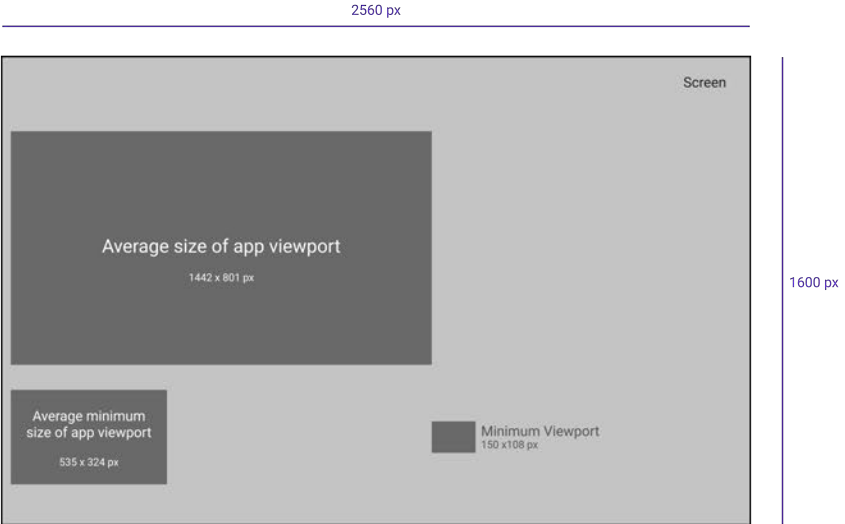 2560 px
Screen
Average size of app viewport
1442 x 801 px
1600 px
Average minimum
size of app viewport
535 x 324 px
Minimum Viewport
150 x108 px